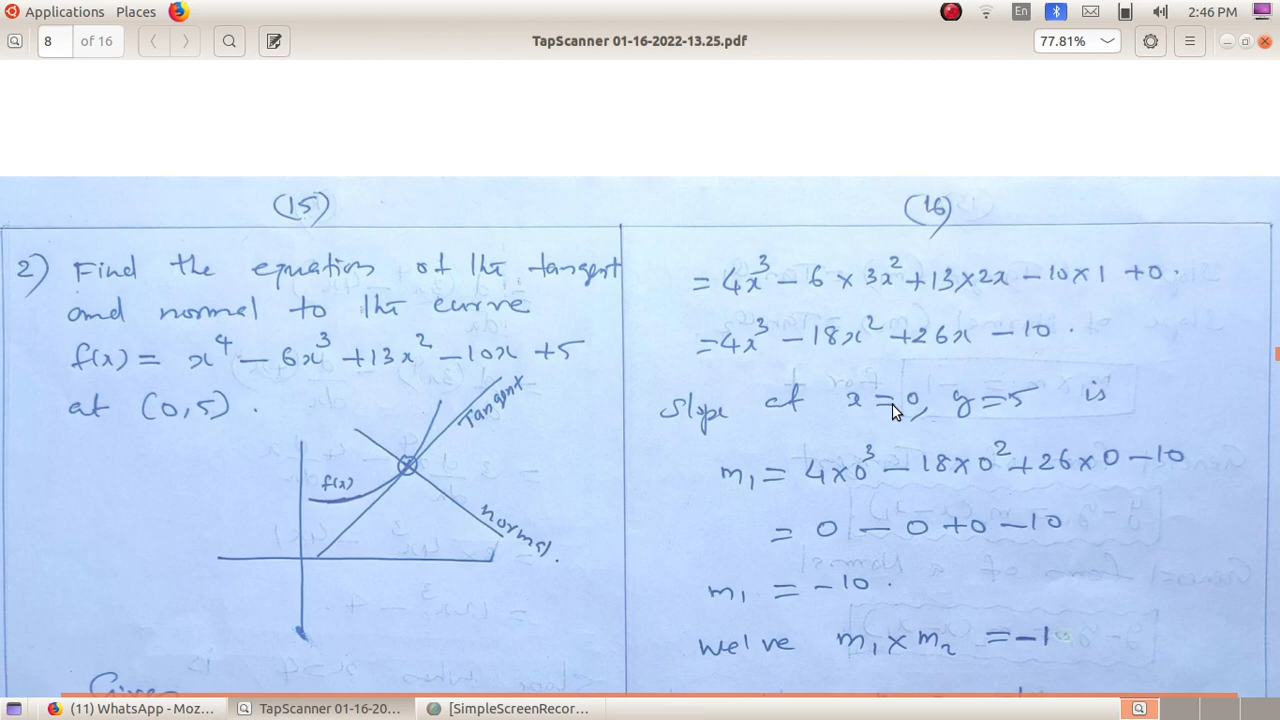 Applications Places En 2:46 PM
8 of 16 TapScanner 01-16-2022-13.25.pdf 77.81%
(15)
2) Find the equation of the tangent
and normal to the curve
f(x) = x⁴ - 6x³ + 13x² - 10x + 5
at (0,5).
Tangent
f(x)
normal.
Given
(16)
= 4x³ - 6 × 3x² + 13 × 2x - 10 × 1 + 0.
= 4x³ - 18x² + 26x - 10.
Slope at x = 0, y = 5 is
m₁ = 4×0³ - 18×0² + 26×0 - 10
= 0 - 0 + 0 - 10
m₁ = -10.
We've m₁ × m₂ = -1
(11) WhatsApp - Moz... TapScanner 01-16-20... [SimpleScreenRecor...